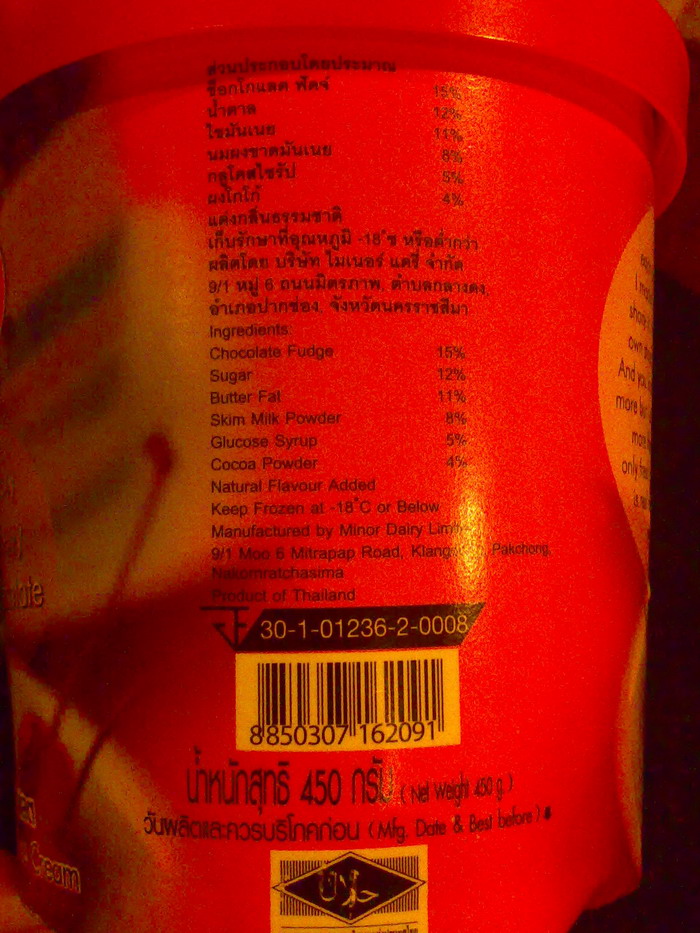 ส่วนประกอบโดยประมาณ
ช็อกโกแลต ฟัดจ์ 15%
น้ำตาล 12%
ไขมันเนย 11%
นมผงขาดมันเนย 8%
กลูโคสไซรัป 5%
ผงโกโก้ 4%
แต่งกลิ่นธรรมชาติ
เก็บรักษาที่อุณหภูมิ -18°ซ หรือต่ำกว่า
ผลิตโดย บริษัท ไมเนอร์ แดรี่ จำกัด
9/1 หมู่ 6 ถนนมิตรภาพ, ตำบลกลางดง,
อำเภอปากช่อง, จังหวัดนครราชสีมา
Ingredients:
Chocolate Fudge 15%
Sugar 12%
Butter Fat 11%
Skim Milk Powder 8%
Glucose Syrup 5%
Cocoa Powder 4%
Natural Flavour Added
Keep Frozen at -18°C or Below
Manufactured by Minor Dairy
9/1 Moo 6 Mitrapap Road, Pakchong,
Nakornratchasima
Product of Thailand
30-1-01236-2-0008
8 850307 162091
น้ำหนักสุทธิ 450 กรัม (Net Weight 450 g.)
วันผลิตและควรบริโภคก่อน (Mfg. Date & Best before)
حلال
Cream
own
And you
more
only